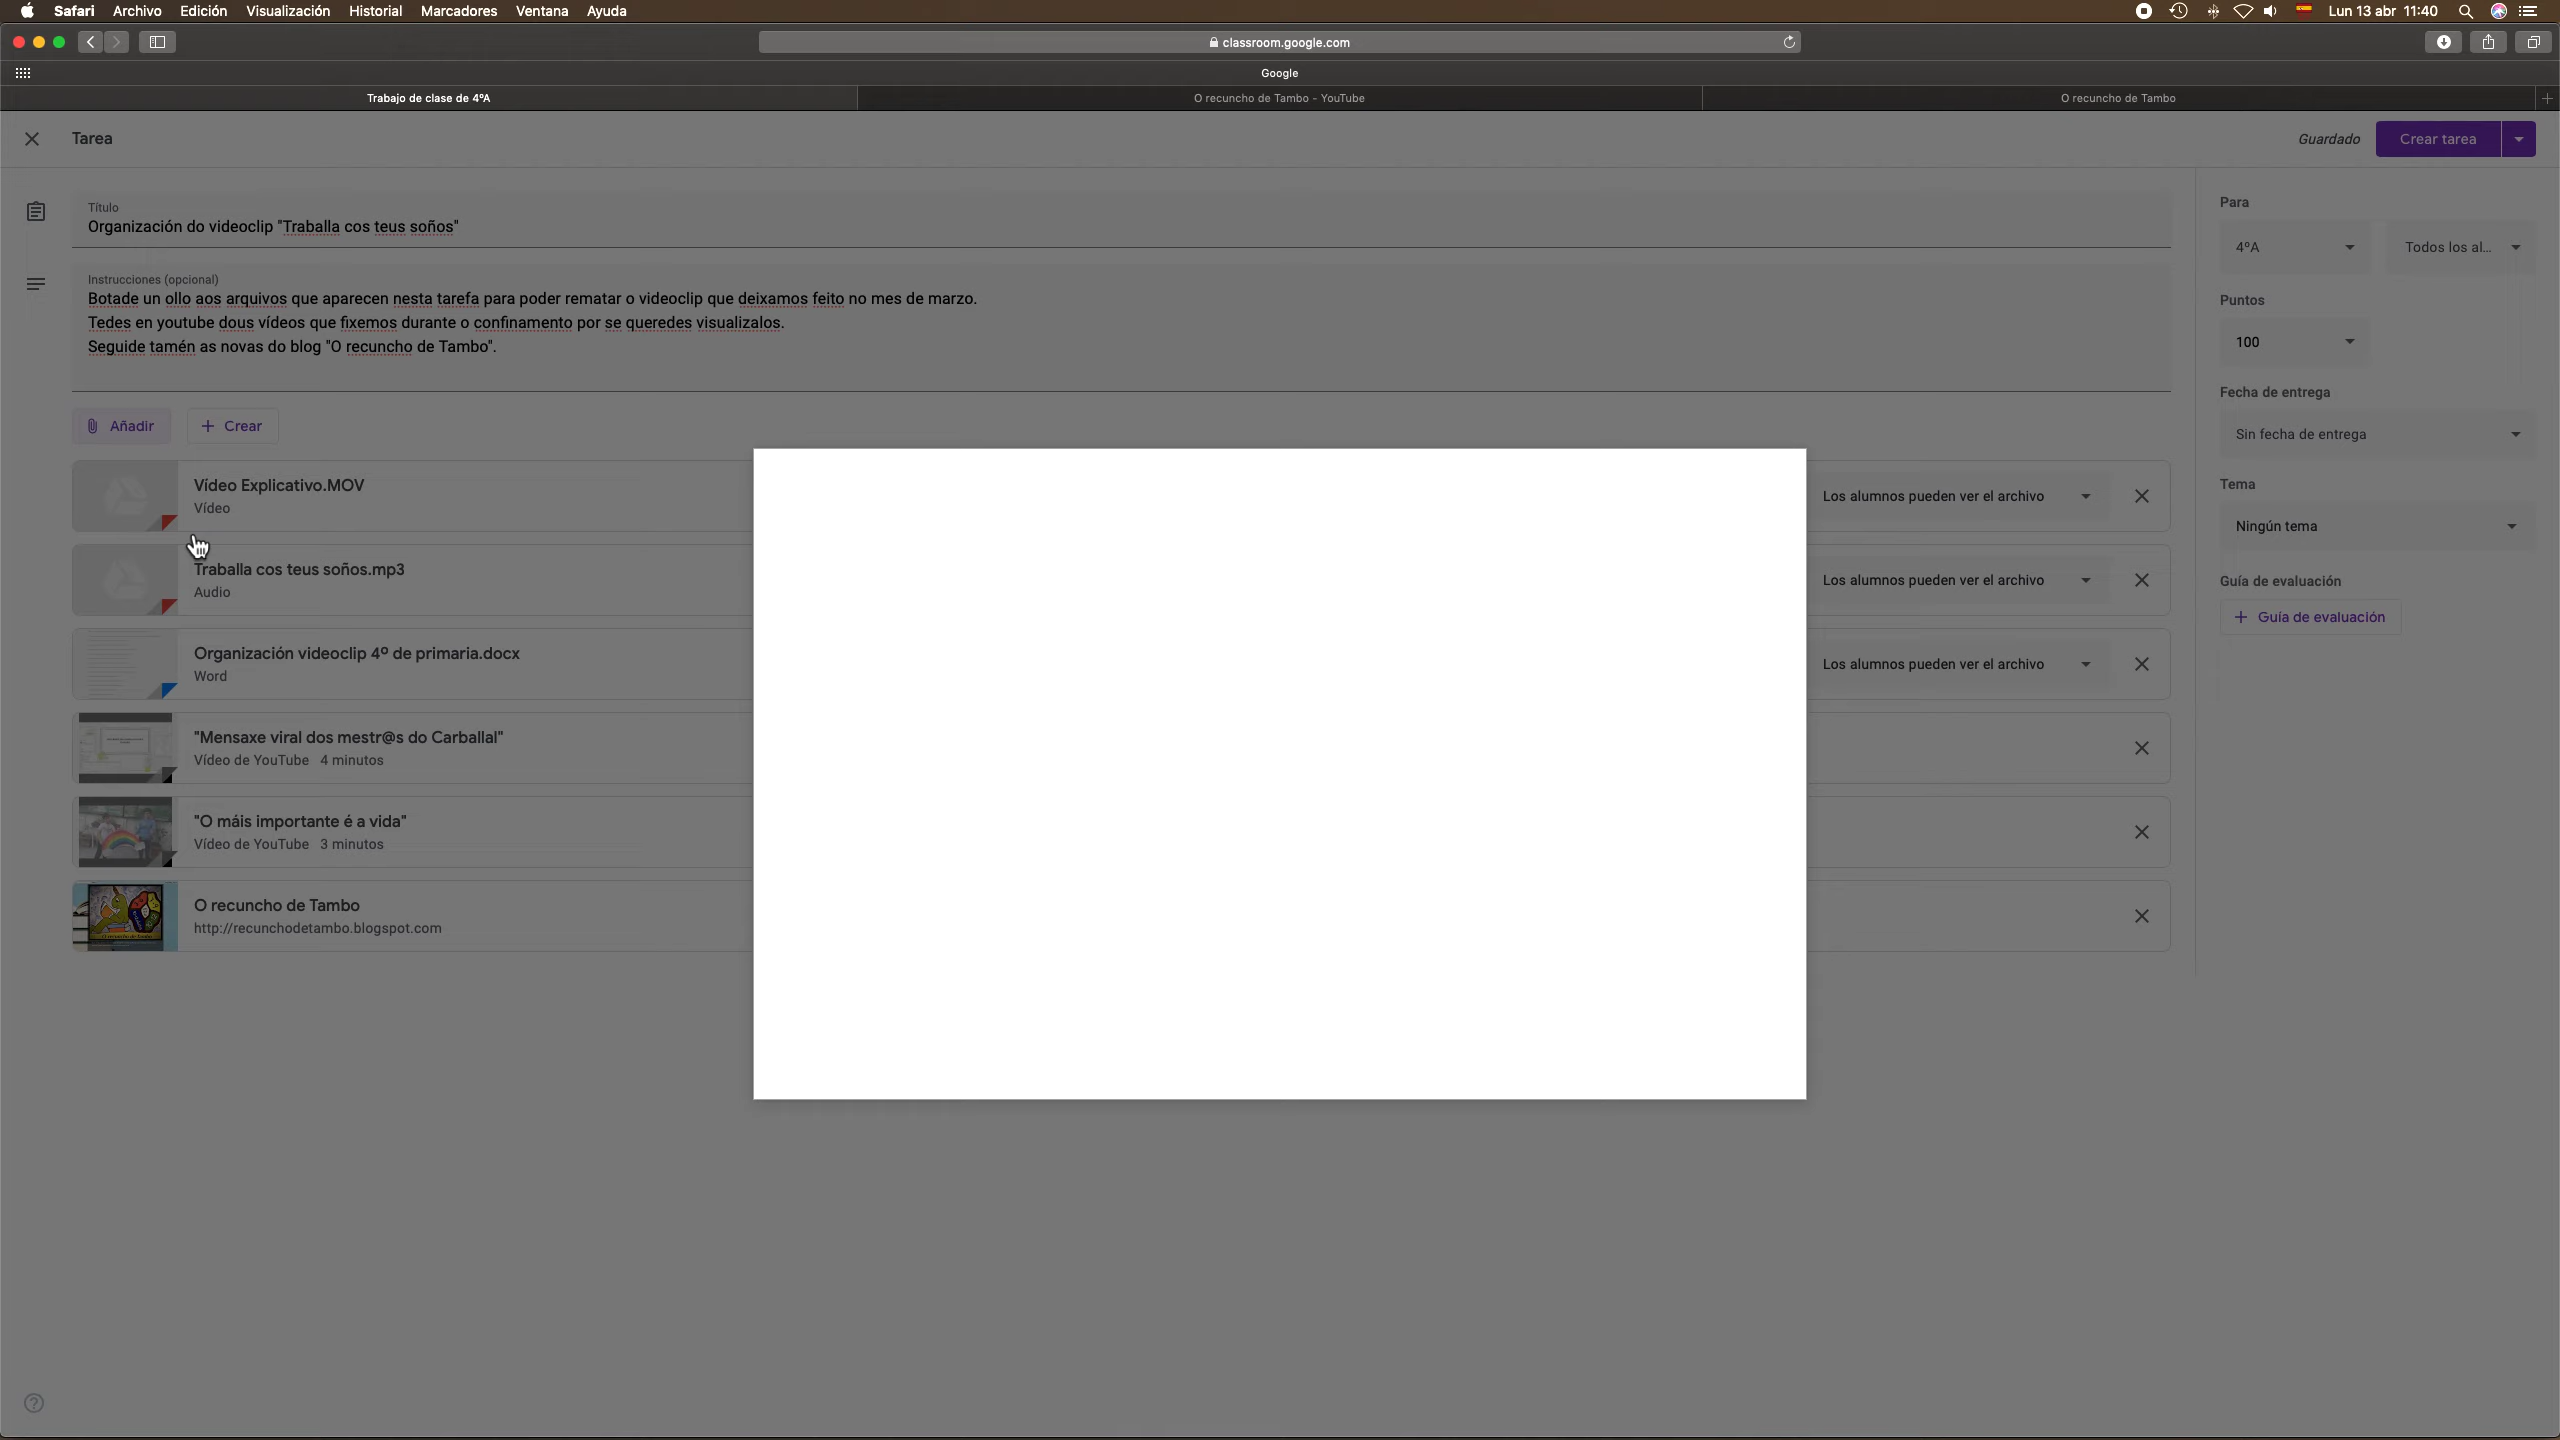 Safari Archivo Edición Visualización Historial Marcadores Ventana Ayuda
Lun 13 abr 11:40
classroom.google.com
Google
Trabajo de clase de 4ºA
O recuncho de Tambo - YouTube
O recuncho de Tambo
Tarea
Guardado
Crear tarea
Título
Organización do videoclip "Traballa cos teus soños"
Instrucciones (opcional)
Botade un ollo aos arquivos que aparecen nesta tarefa para poder rematar o videoclip que deixamos feito no mes de marzo.
Tedes en youtube dous vídeos que fixemos durante o confinamento por se queredes visualizalos.
Seguide tamén as novas do blog "O recuncho de Tambo".
Añadir
Crear
Vídeo Explicativo.MOV
Vídeo
Los alumnos pueden ver el archivo
Traballa cos teus soños.mp3
Audio
Los alumnos pueden ver el archivo
Organización videoclip 4º de primaria.docx
Word
Los alumnos pueden ver el archivo
"Mensaxe viral dos mestr@s do Carballal"
Vídeo de YouTube 4 minutos
"O máis importante é a vida"
Vídeo de YouTube 3 minutos
O recuncho de Tambo
http://recunchodetambo.blogspot.com
Para
4ºA
Todos los al...
Puntos
100
Fecha de entrega
Sin fecha de entrega
Tema
Ningún tema
Guía de evaluación
Guía de evaluación